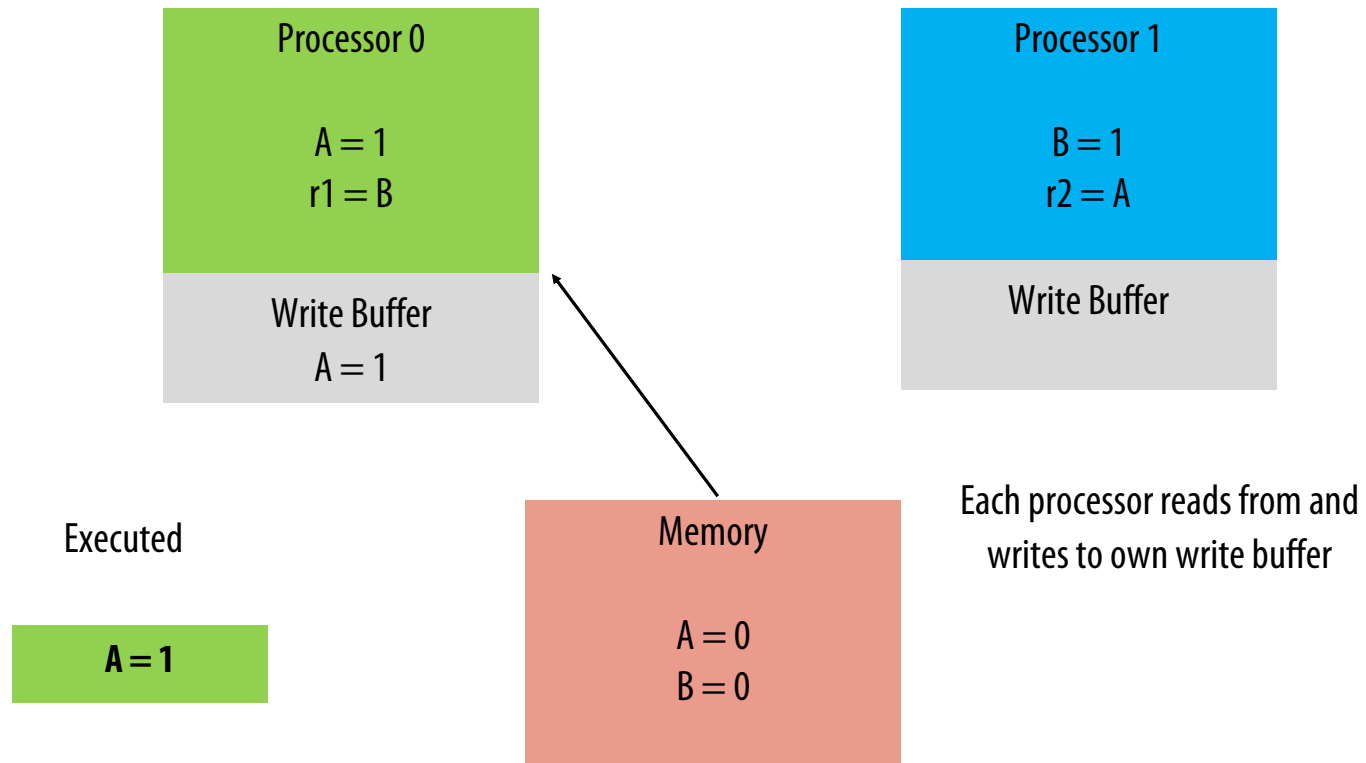 Processor 0
A = 1
r1 = B
Write Buffer
A = 1
Processor 1
B = 1
r2 = A
Write Buffer
Executed
A = 1
Memory
A = 0
B = 0
Each processor reads from and
writes to own write buffer